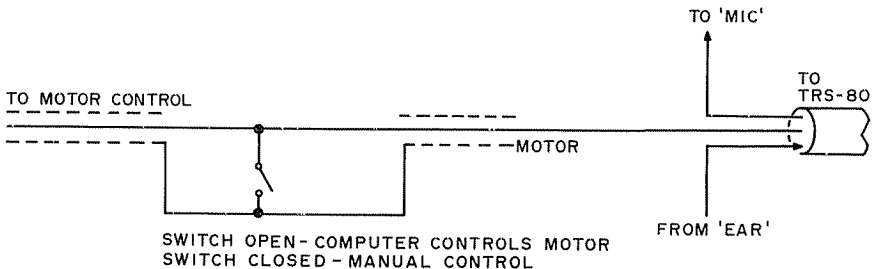 TO 'MIC'
TO
TRS-80
TO MOTOR CONTROL
MOTOR
FROM 'EAR'
SWITCH OPEN-COMPUTER CONTROLS MOTOR
SWITCH CLOSED-MANUAL CONTROL